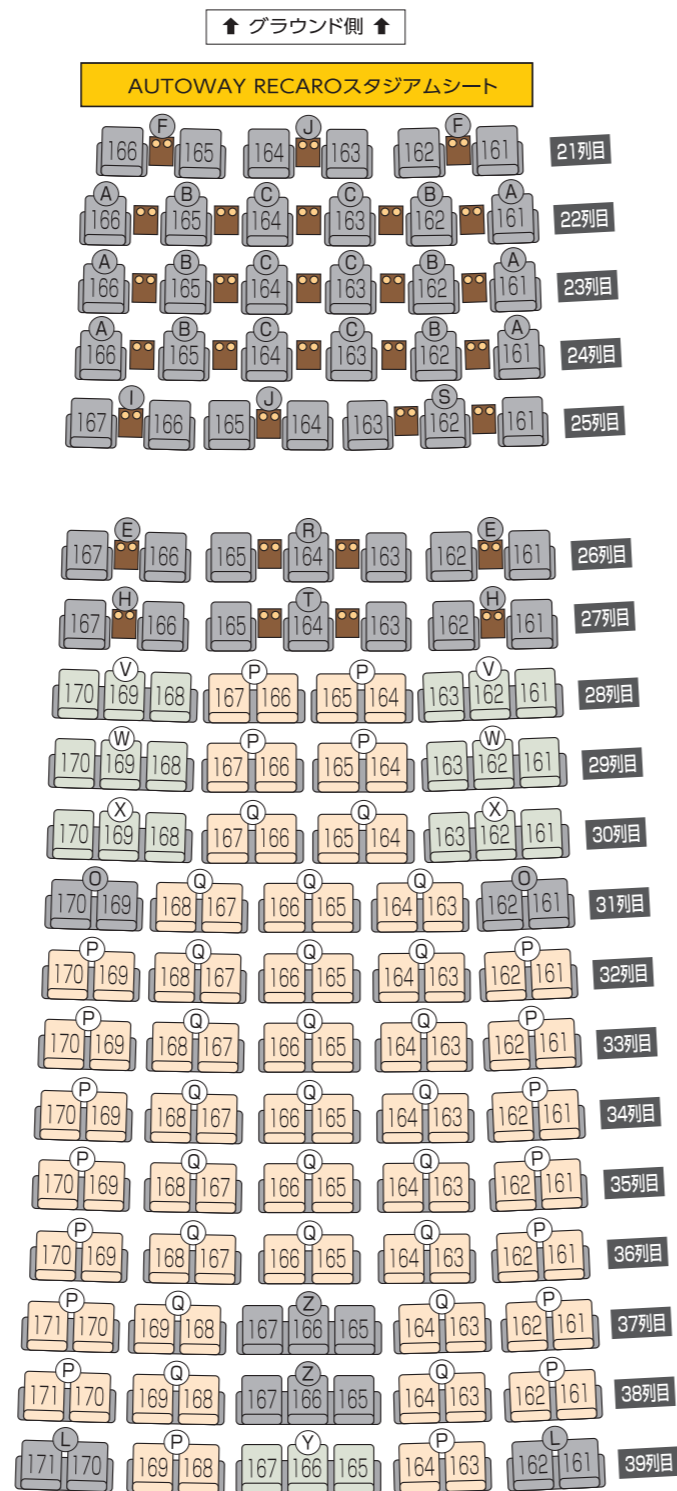 ↑ グラウンド側 ↑
AUTOWAY RECAROスタジアムシート
F J F
166 165 164 163 162 161 21列目
A B C C B A
166 165 164 163 162 161 22列目
A B C C B A
166 165 164 163 162 161 23列目
A B C C B A
166 165 164 163 162 161 24列目
I J S
167 166 165 164 163 162 161 25列目
E R E
167 166 165 164 163 162 161 26列目
H T H
167 166 165 164 163 162 161 27列目
V P P V
170 169 168 167 166 165 164 163 162 161 28列目
W P P W
170 169 168 167 166 165 164 163 162 161 29列目
X Q Q X
170 169 168 167 166 165 164 163 162 161 30列目
O Q Q Q O
170 169 168 167 166 165 164 163 162 161 31列目
P Q Q Q P
170 169 168 167 166 165 164 163 162 161 32列目
P Q Q Q P
170 169 168 167 166 165 164 163 162 161 33列目
P Q Q Q P
170 169 168 167 166 165 164 163 162 161 34列目
P Q Q Q P
170 169 168 167 166 165 164 163 162 161 35列目
P Q Q Q P
170 169 168 167 166 165 164 163 162 161 36列目
P Q Z Q P
171 170 169 168 167 166 165 164 163 162 161 37列目
P Q Z Q P
171 170 169 168 167 166 165 164 163 162 161 38列目
L P Y P L
171 170 169 168 167 166 165 164 163 162 161 39列目